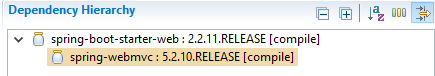 Dependency Hierarchy
spring-boot-starter-web : 2.2.11.RELEASE [compile]
spring-webmvc : 5.2.10.RELEASE [compile]